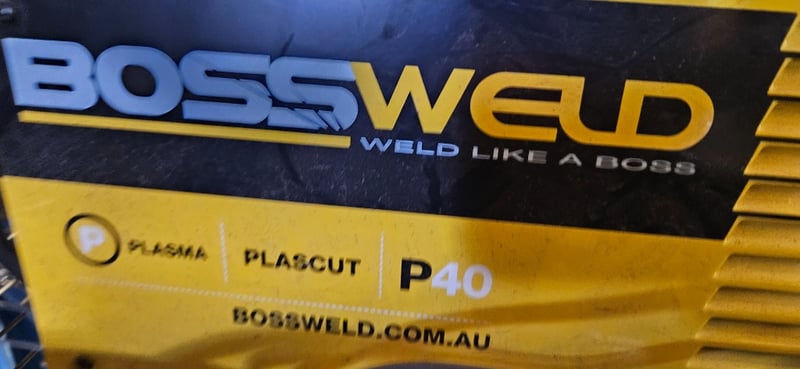 BOSSWELD
WELD LIKE A BOSS
P PLASMA PLASCUT P40
BOSSWELD.COM.AU